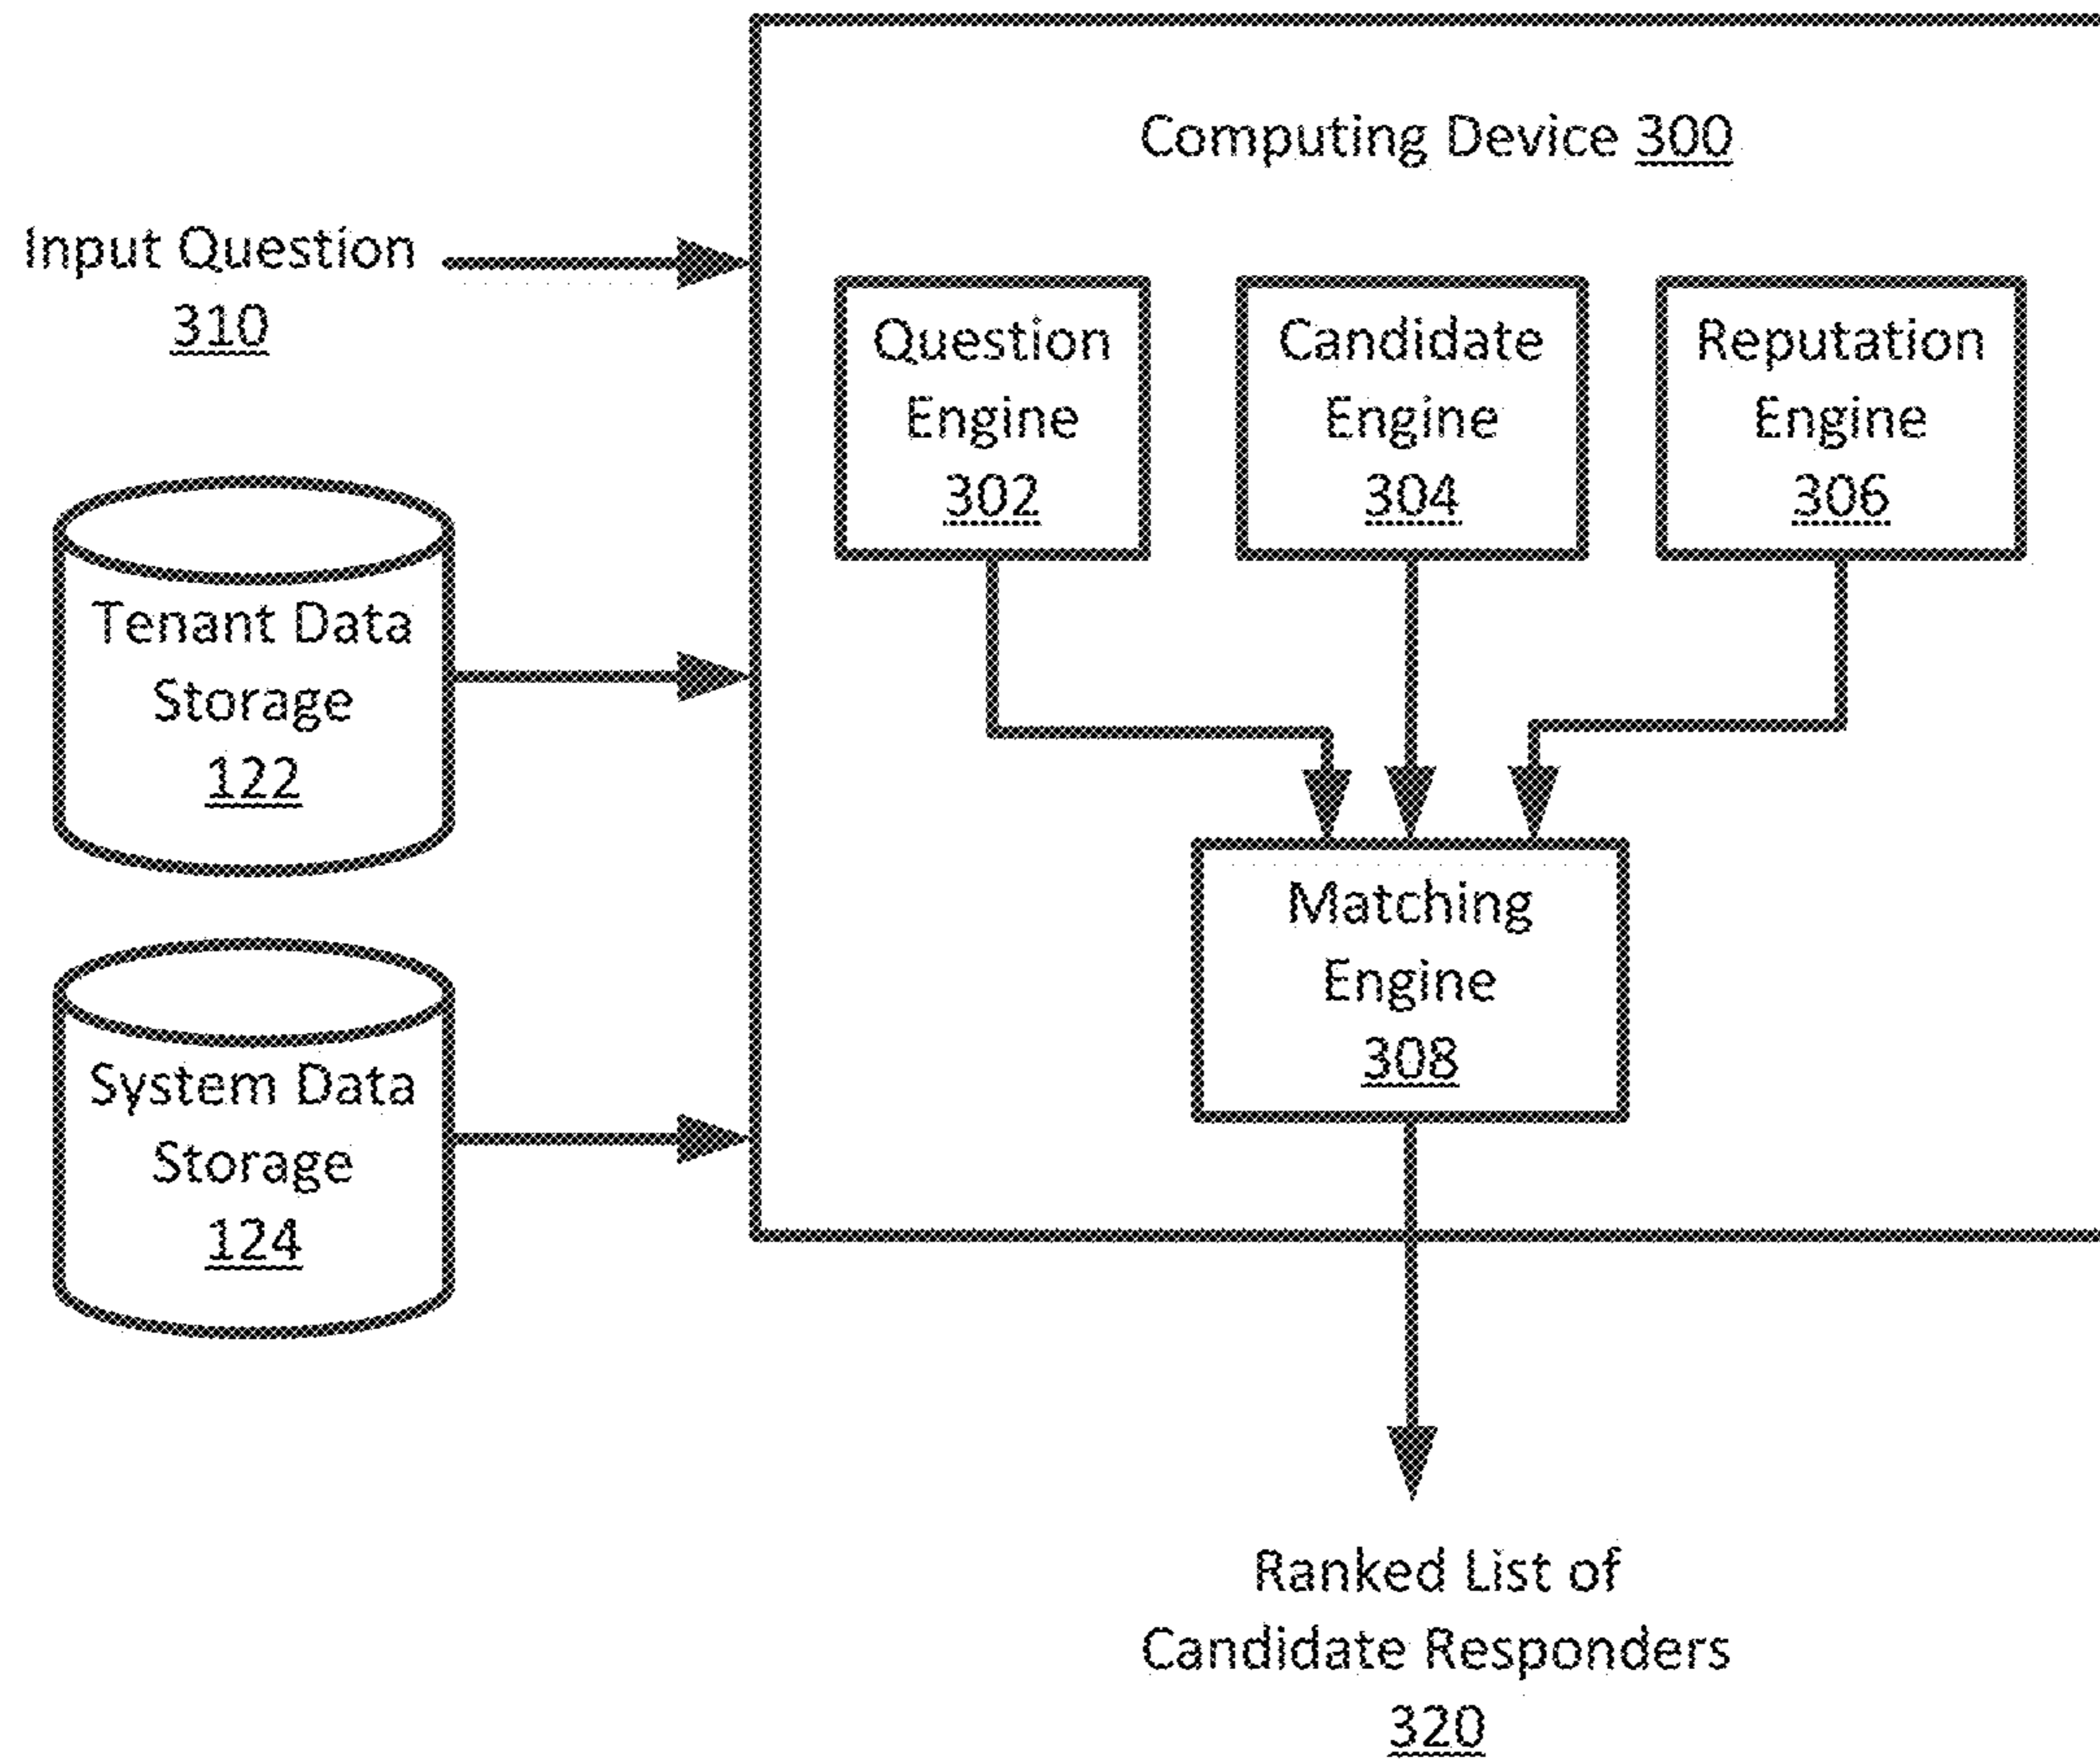 Computing Device 300
Input Question
310
Question
Engine
302
Candidate
Engine
304
Reputation
Engine
306
Tenant Data
Storage
122
Matching
Engine
308
System Data
Storage
124
Ranked List of
Candidate Responders
320